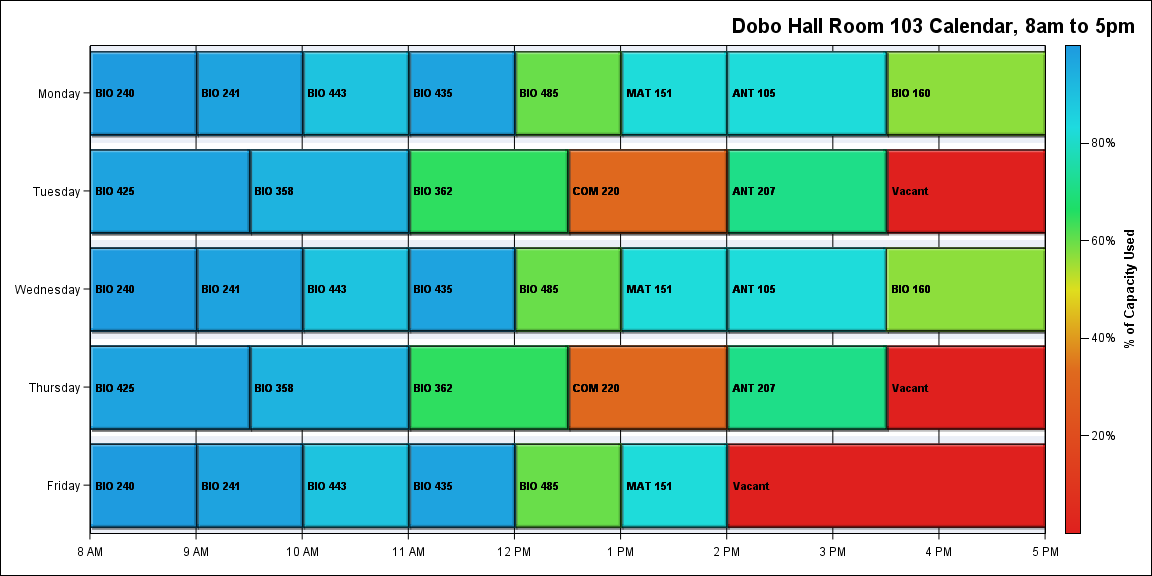 Dobo Hall Room 103 Calendar, 8am to 5pm
Monday BIO 240 BIO 241 BIO 443 BIO 435 BIO 485 MAT 151 ANT 105 BIO 160
80%
Tuesday BIO 425 BIO 358 BIO 362 COM 220 ANT 207 Vacant
60%
% of Capacity Used
Wednesday BIO 240 BIO 241 BIO 443 BIO 435 BIO 485 MAT 151 ANT 105 BIO 160
40%
Thursday BIO 425 BIO 358 BIO 362 COM 220 ANT 207 Vacant
20%
Friday BIO 240 BIO 241 BIO 443 BIO 435 BIO 485 MAT 151 Vacant
8 AM 9 AM 10 AM 11 AM 12 PM 1 PM 2 PM 3 PM 4 PM 5 PM